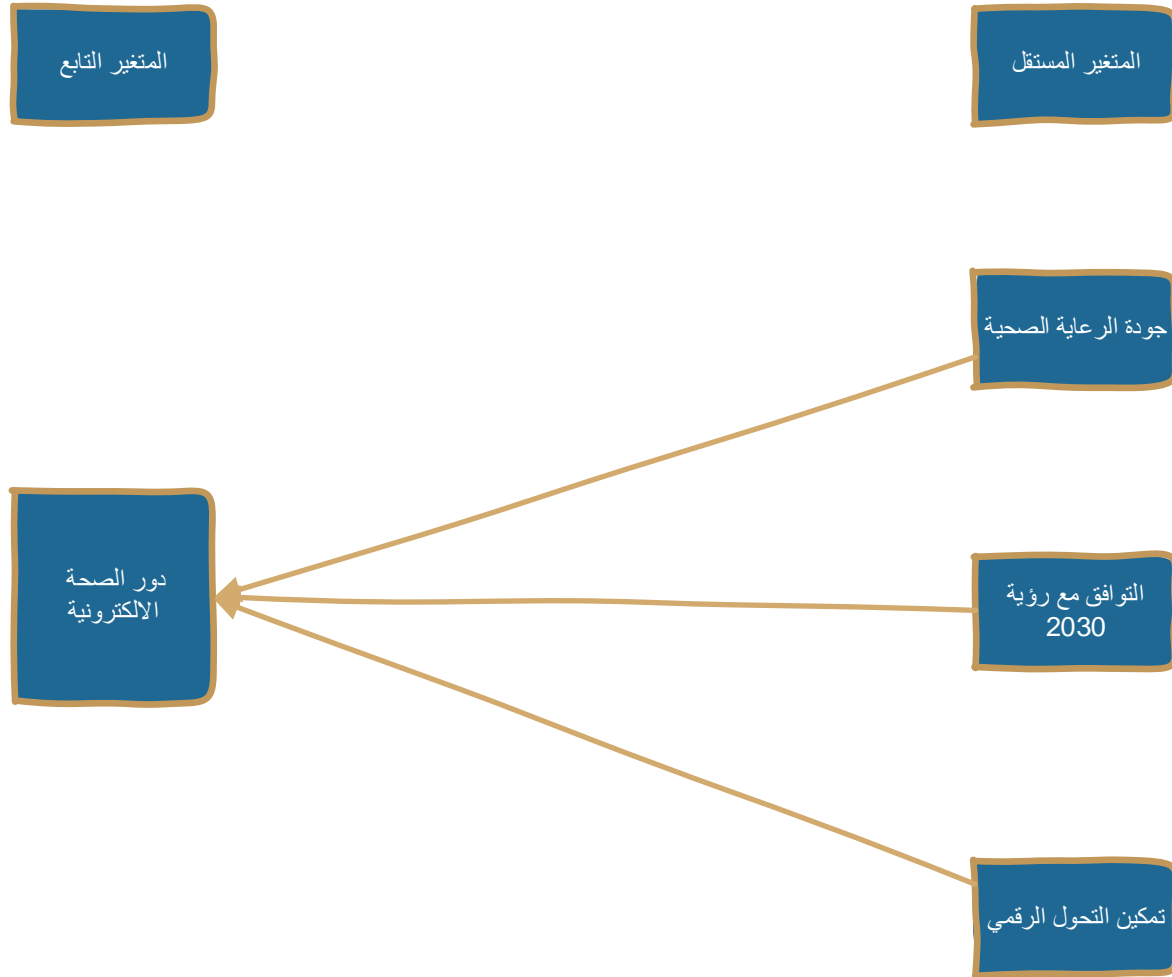 المتغير المستقل
المتغير التابع
جودة الرعاية الصحية
التوافق مع رؤية
2030
تمكين التحول الرقمي
دور الصحة
الالكترونية